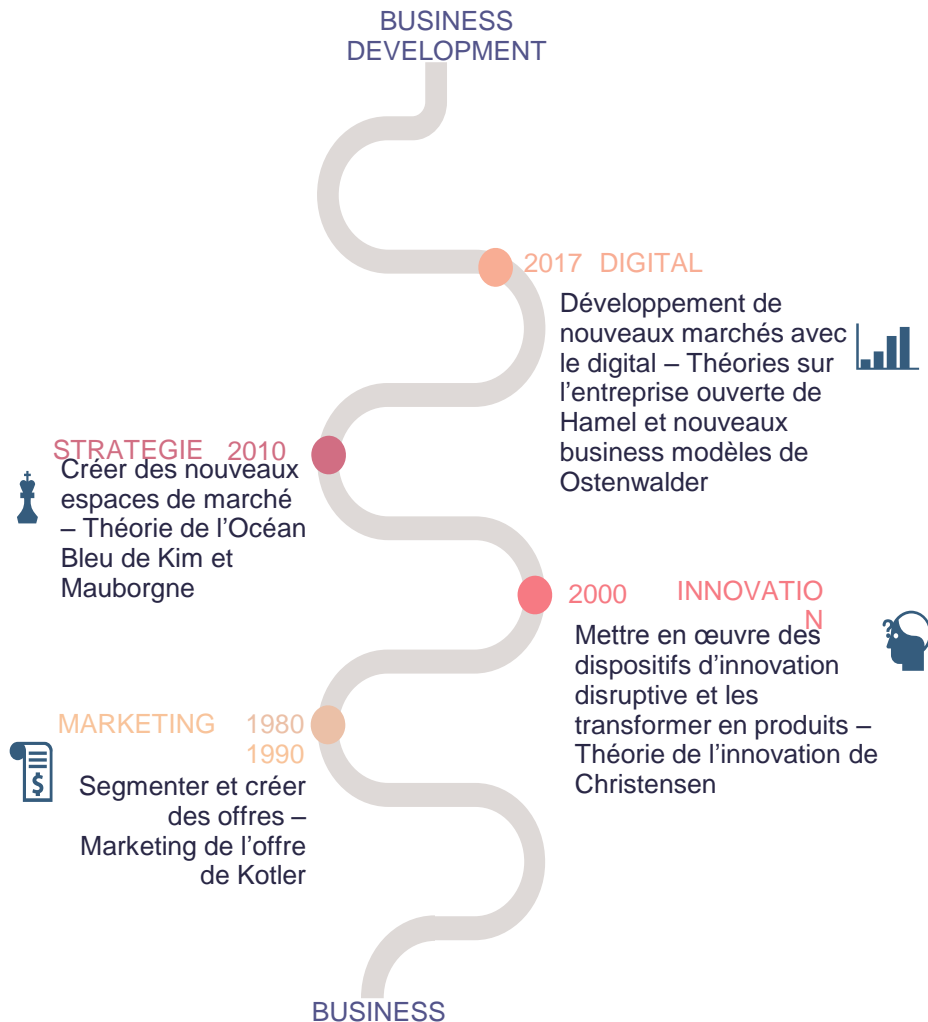 BUSINESS
DEVELOPMENT
2017 DIGITAL
Développement de
nouveaux marchés avec
le digital – Théories sur
l’entreprise ouverte de
Hamel et nouveaux
business modèles de
Ostenwalder
STRATEGIE 2010
Créer des nouveaux
espaces de marché
– Théorie de l’Océan
Bleu de Kim et
Mauborgne
2000 INNOVATIO
N
Mettre en œuvre des
dispositifs d’innovation
disruptive et les
transformer en produits –
Théorie de l’innovation de
Christensen
MARKETING 1980
1990
Segmenter et créer
des offres –
Marketing de l’offre
de Kotler
BUSINESS